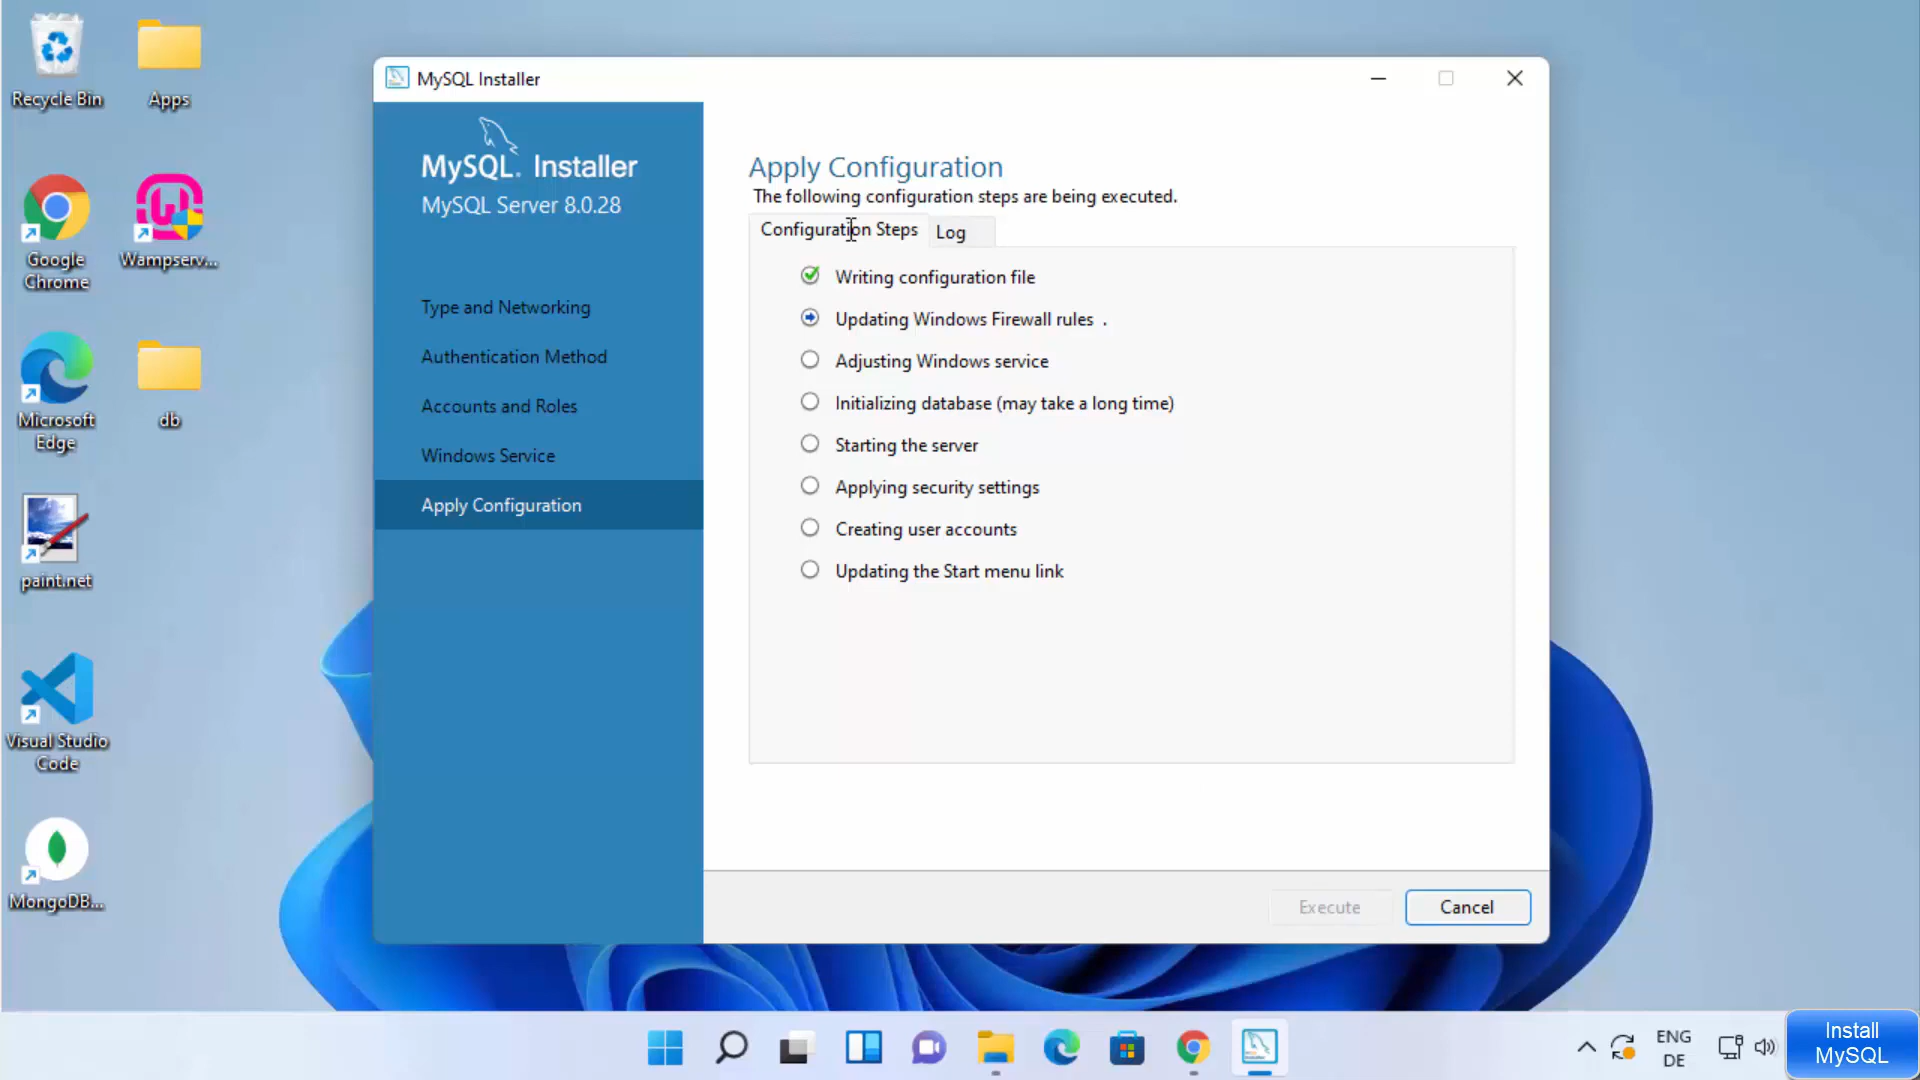 Recycle Bin
Apps
Google
Chrome
Wampserv...
Microsoft
Edge
db
paint.net
Visual Studio
Code
MongoDB...
MySQL Installer
MySQL. Installer
MySQL Server 8.0.28
Type and Networking
Authentication Method
Accounts and Roles
Windows Service
Apply Configuration
Apply Configuration
The following configuration steps are being executed.
Configuration Steps
Log
Writing configuration file
Updating Windows Firewall rules .
Adjusting Windows service
Initializing database (may take a long time)
Starting the server
Applying security settings
Creating user accounts
Updating the Start menu link
Execute
Cancel
ENG
DE
Install
MySQL